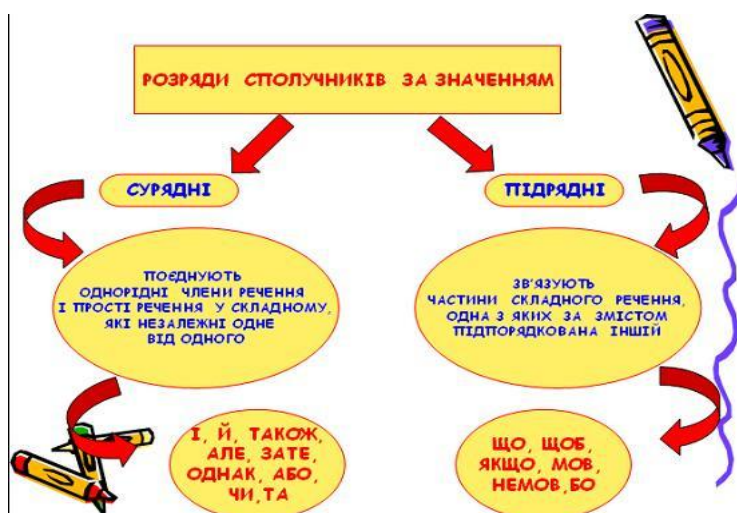 РОЗРЯДИ СПОЛУЧНИКІВ ЗА ЗНАЧЕННЯМ
СУРЯДНІ
ПІДРЯДНІ
ПОЄДНУЮТЬ
ОДНОРІДНІ ЧЛЕНИ РЕЧЕННЯ
І ПРОСТІ РЕЧЕННЯ У СКЛАДНОМУ,
ЯКІ НЕЗАЛЕЖНІ ОДНЕ
ВІД ОДНОГО
ЗВ'ЯЗУЮТЬ
ЧАСТИНИ СКЛАДНОГО РЕЧЕННЯ,
ОДНА З ЯКИХ ЗА ЗМІСТОМ
ПІДПОРЯДКОВАНА ІНШІЙ
І, Й, ТАКОЖ,
АЛЕ, ЗАТЕ,
ОДНАК, АБО,
ЧИ,ТА
ЩО, ЩОБ,
ЯКЩО, МОВ,
НЕМОВ,БО